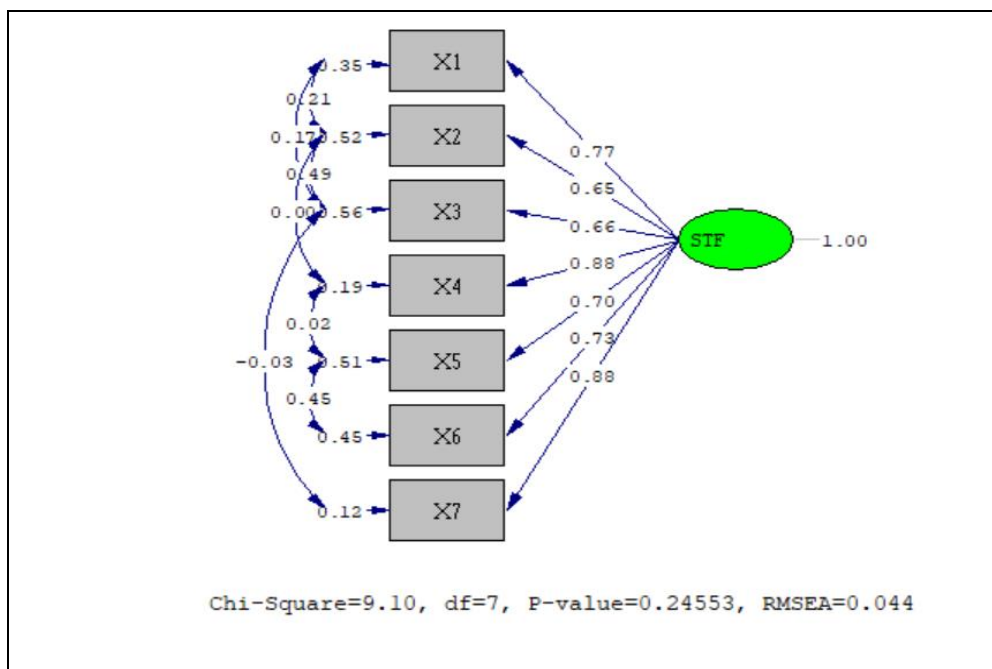 0.35 X1
0.21
0.77
0.17 0.52 X2
0.65
0.49
0.00 0.56 X3
0.66
STF 1.00
0.88
0.19 X4
0.70
0.02
0.73
-0.03 0.51 X5
0.88
0.45
0.45 X6
0.12 X7
Chi-Square=9.10, df=7, P-value=0.24553, RMSEA=0.044